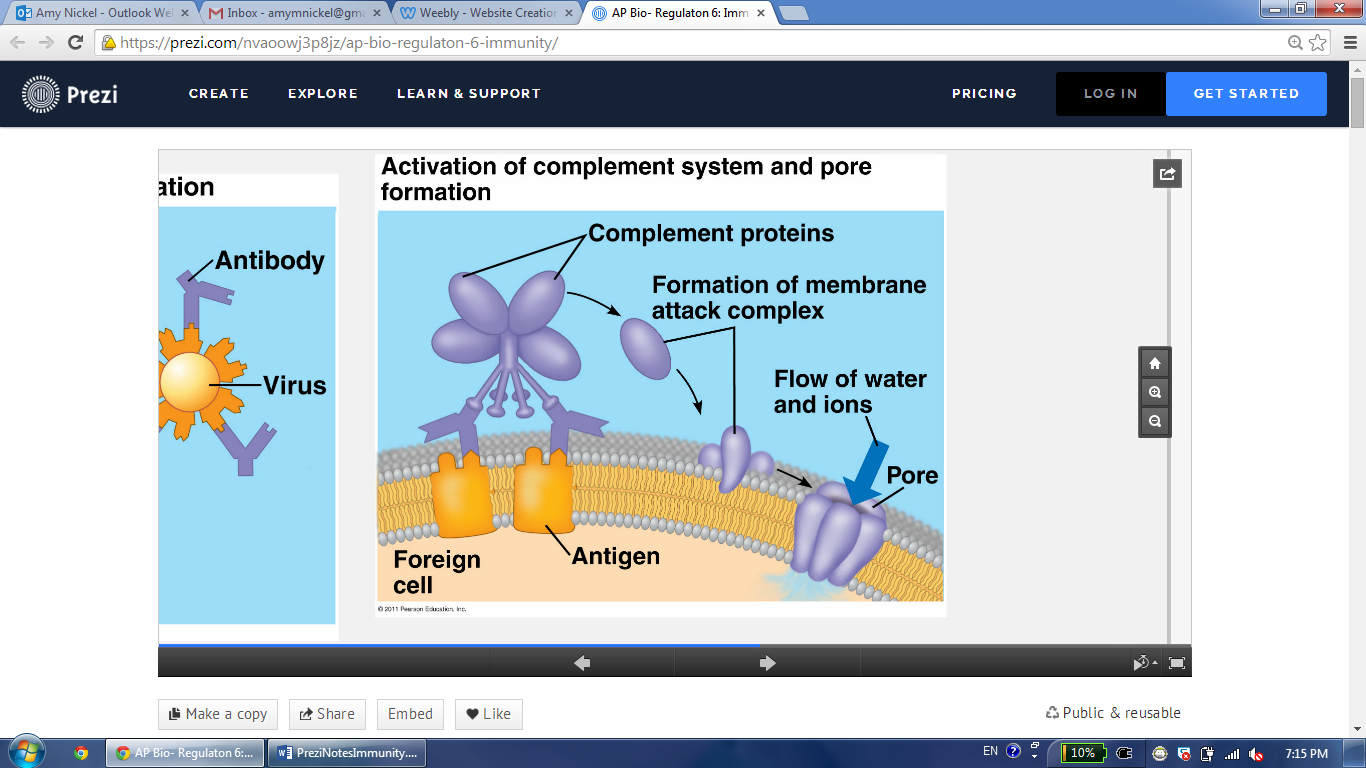 Amy Nickel - Outlook We
Inbox - amymnickel@gma
Weebly - Website Creation
AP Bio- Regulaton 6: Imm
https://prezi.com/nvaoowj3p8jz/ap-bio-regulaton-6-immunity/
Prezi
CREATE
EXPLORE
LEARN & SUPPORT
PRICING
LOG IN
GET STARTED
ation
Antibody
Virus
Activation of complement system and pore
formation
Complement proteins
Formation of membrane
attack complex
Flow of water
and ions
Pore
Antigen
Foreign
cell
© 2011 Pearson Education, Inc.
Make a copy
Share
Embed
Like
Public & reusable
AP Bio- Regulaton 6:...
PreziNotesImmunity....
EN
10%
7:15 PM